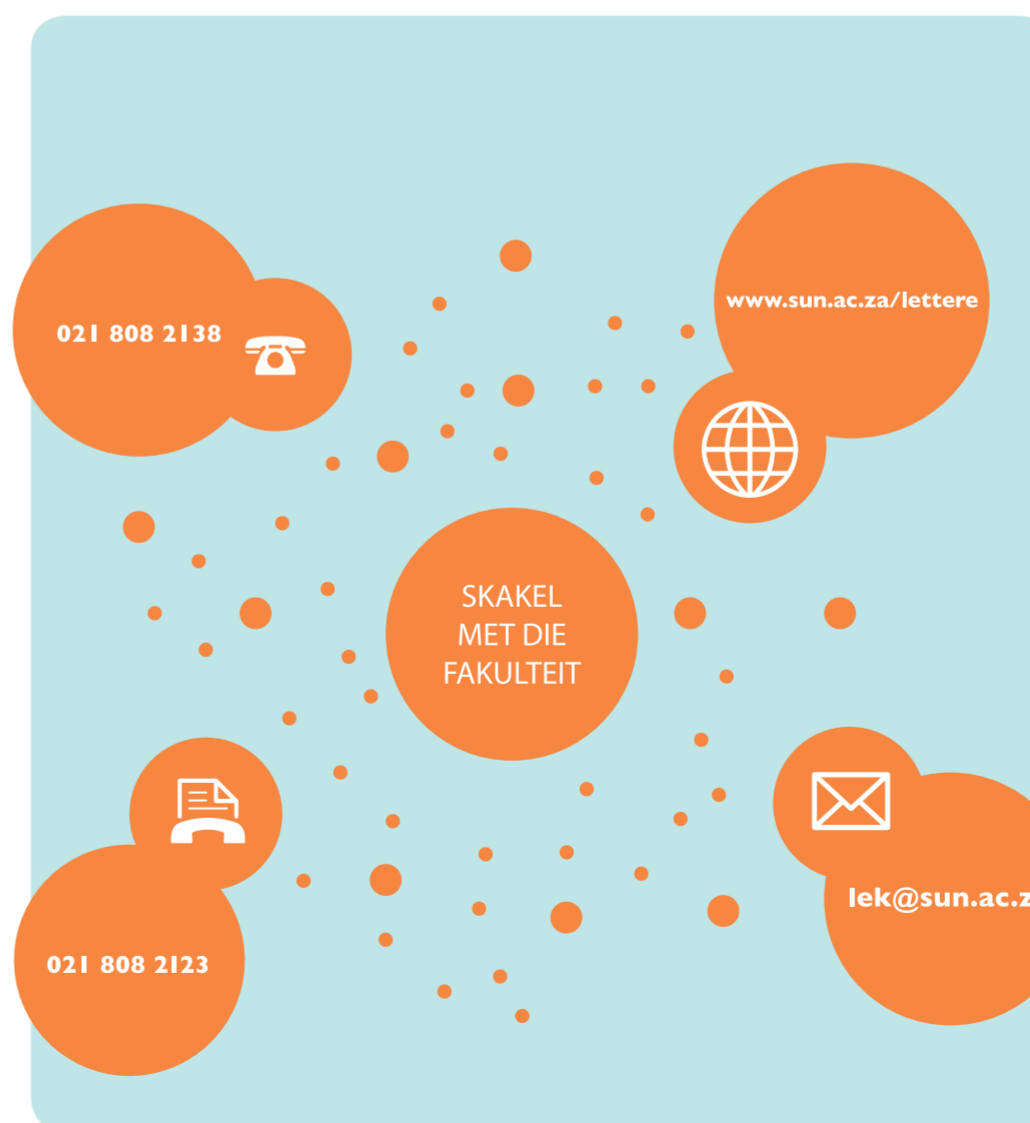 www.sun.ac.za/lettere
021 808 2138
SKAKEL
MET DIE
FAKULTEIT
lek@sun.ac.z
021 808 2123